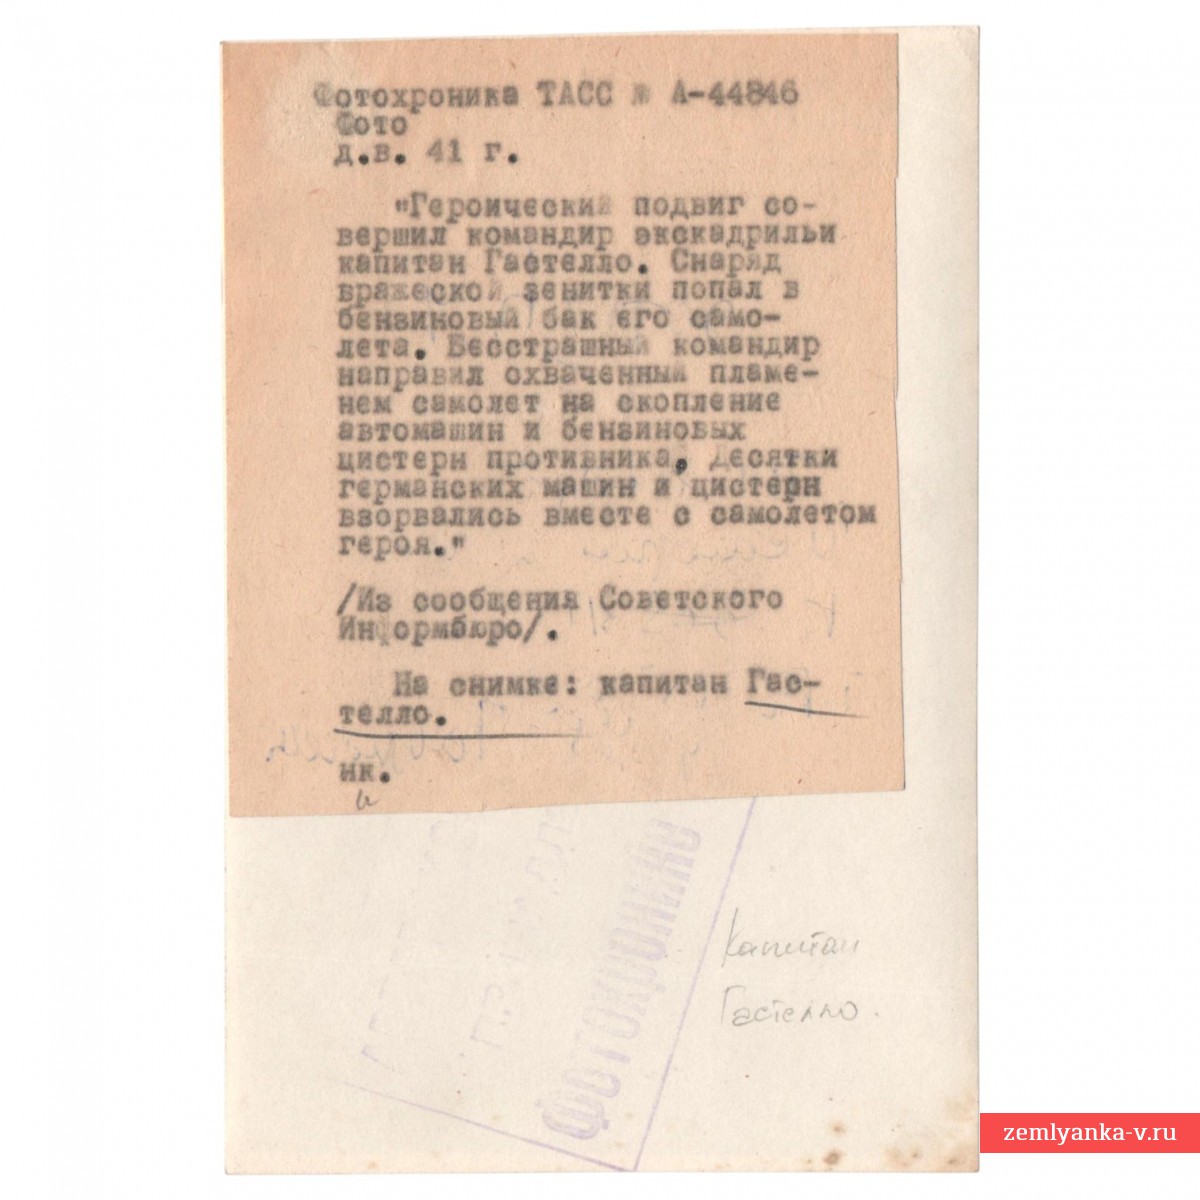 Фотохроника ТАСС № А-44846
Фото
д.в. 41 г.
"Героический подвиг со-
вершил командир эскадрильи
капитан Гастелло. Снаряд
вражеской зенитки попал в
бензиновый бак его само-
лета. Бесстрашный командир
направил охваченный пламе-
нем самолет на скопление
автомашин и бензиновых
цистерн противника. Десятки
германских машин и цистерн
взорвались вместе с самолетом
героя."
/Из сообщения Советского
Информбюро/.
На снимке: капитан Гас-
телло.
нк.
Фотохроника
Капитан
Гастелло.
zemlyanka-v.ru